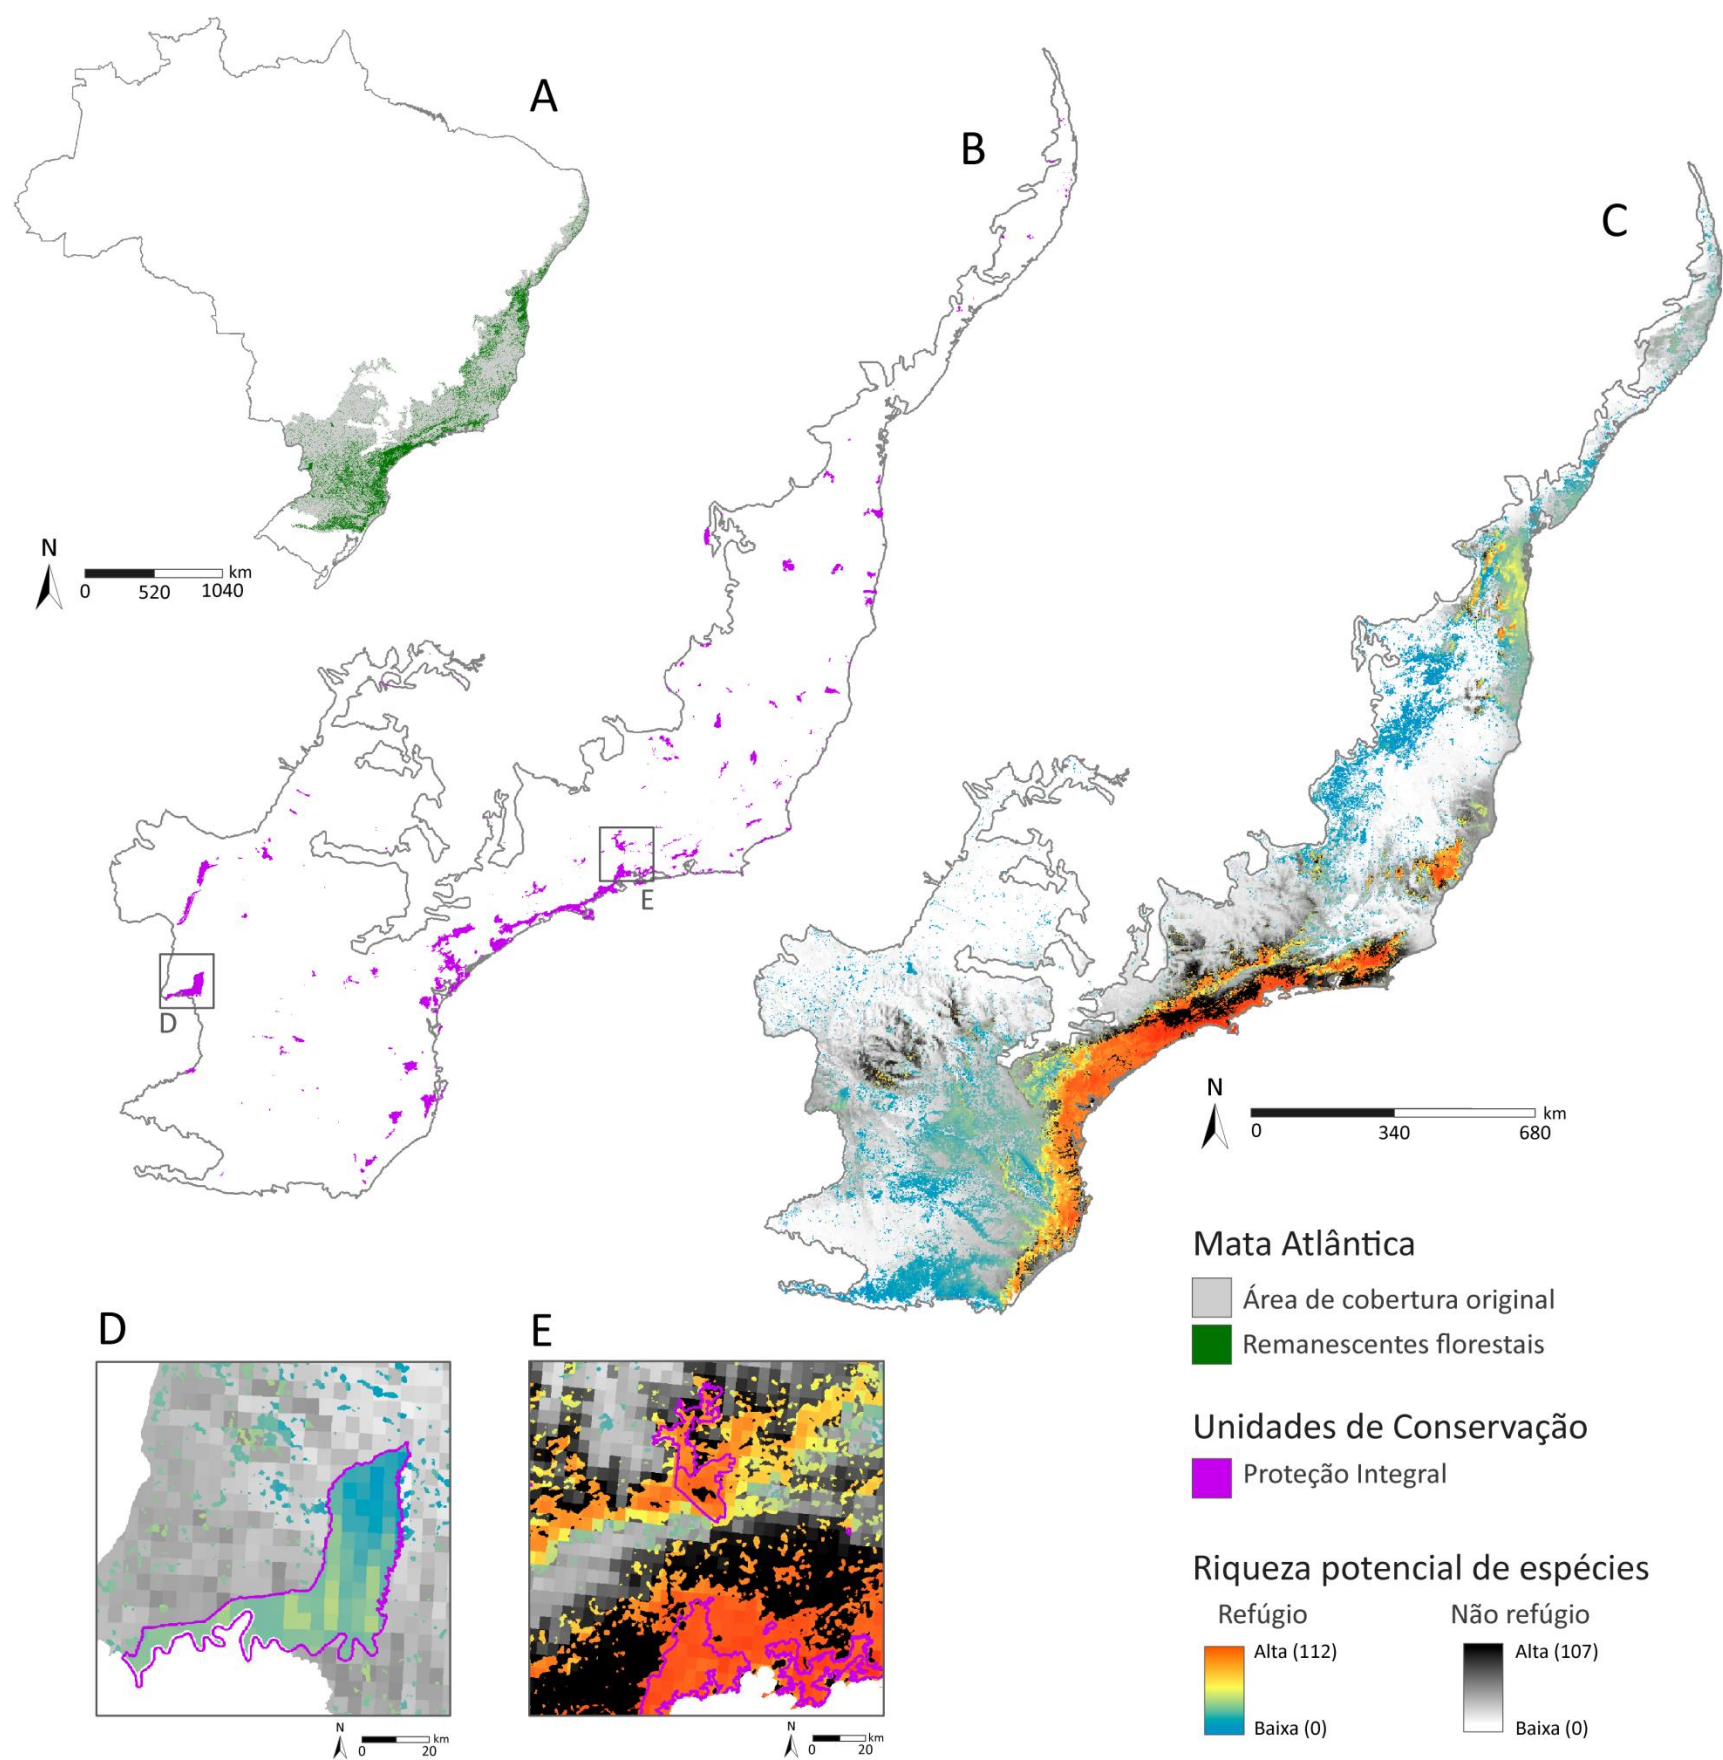 A
B
C
N
km
0 520 1040
E
D
N
km
0 340 680
Mata Atlântica
Área de cobertura original
Remanescentes florestais
Unidades de Conservação
Proteção Integral
Riqueza potencial de espécies
Refúgio Não refúgio
Alta (112) Alta (107)
Baixa (0) Baixa (0)
D
N
km
0 20
E
N
km
0 20